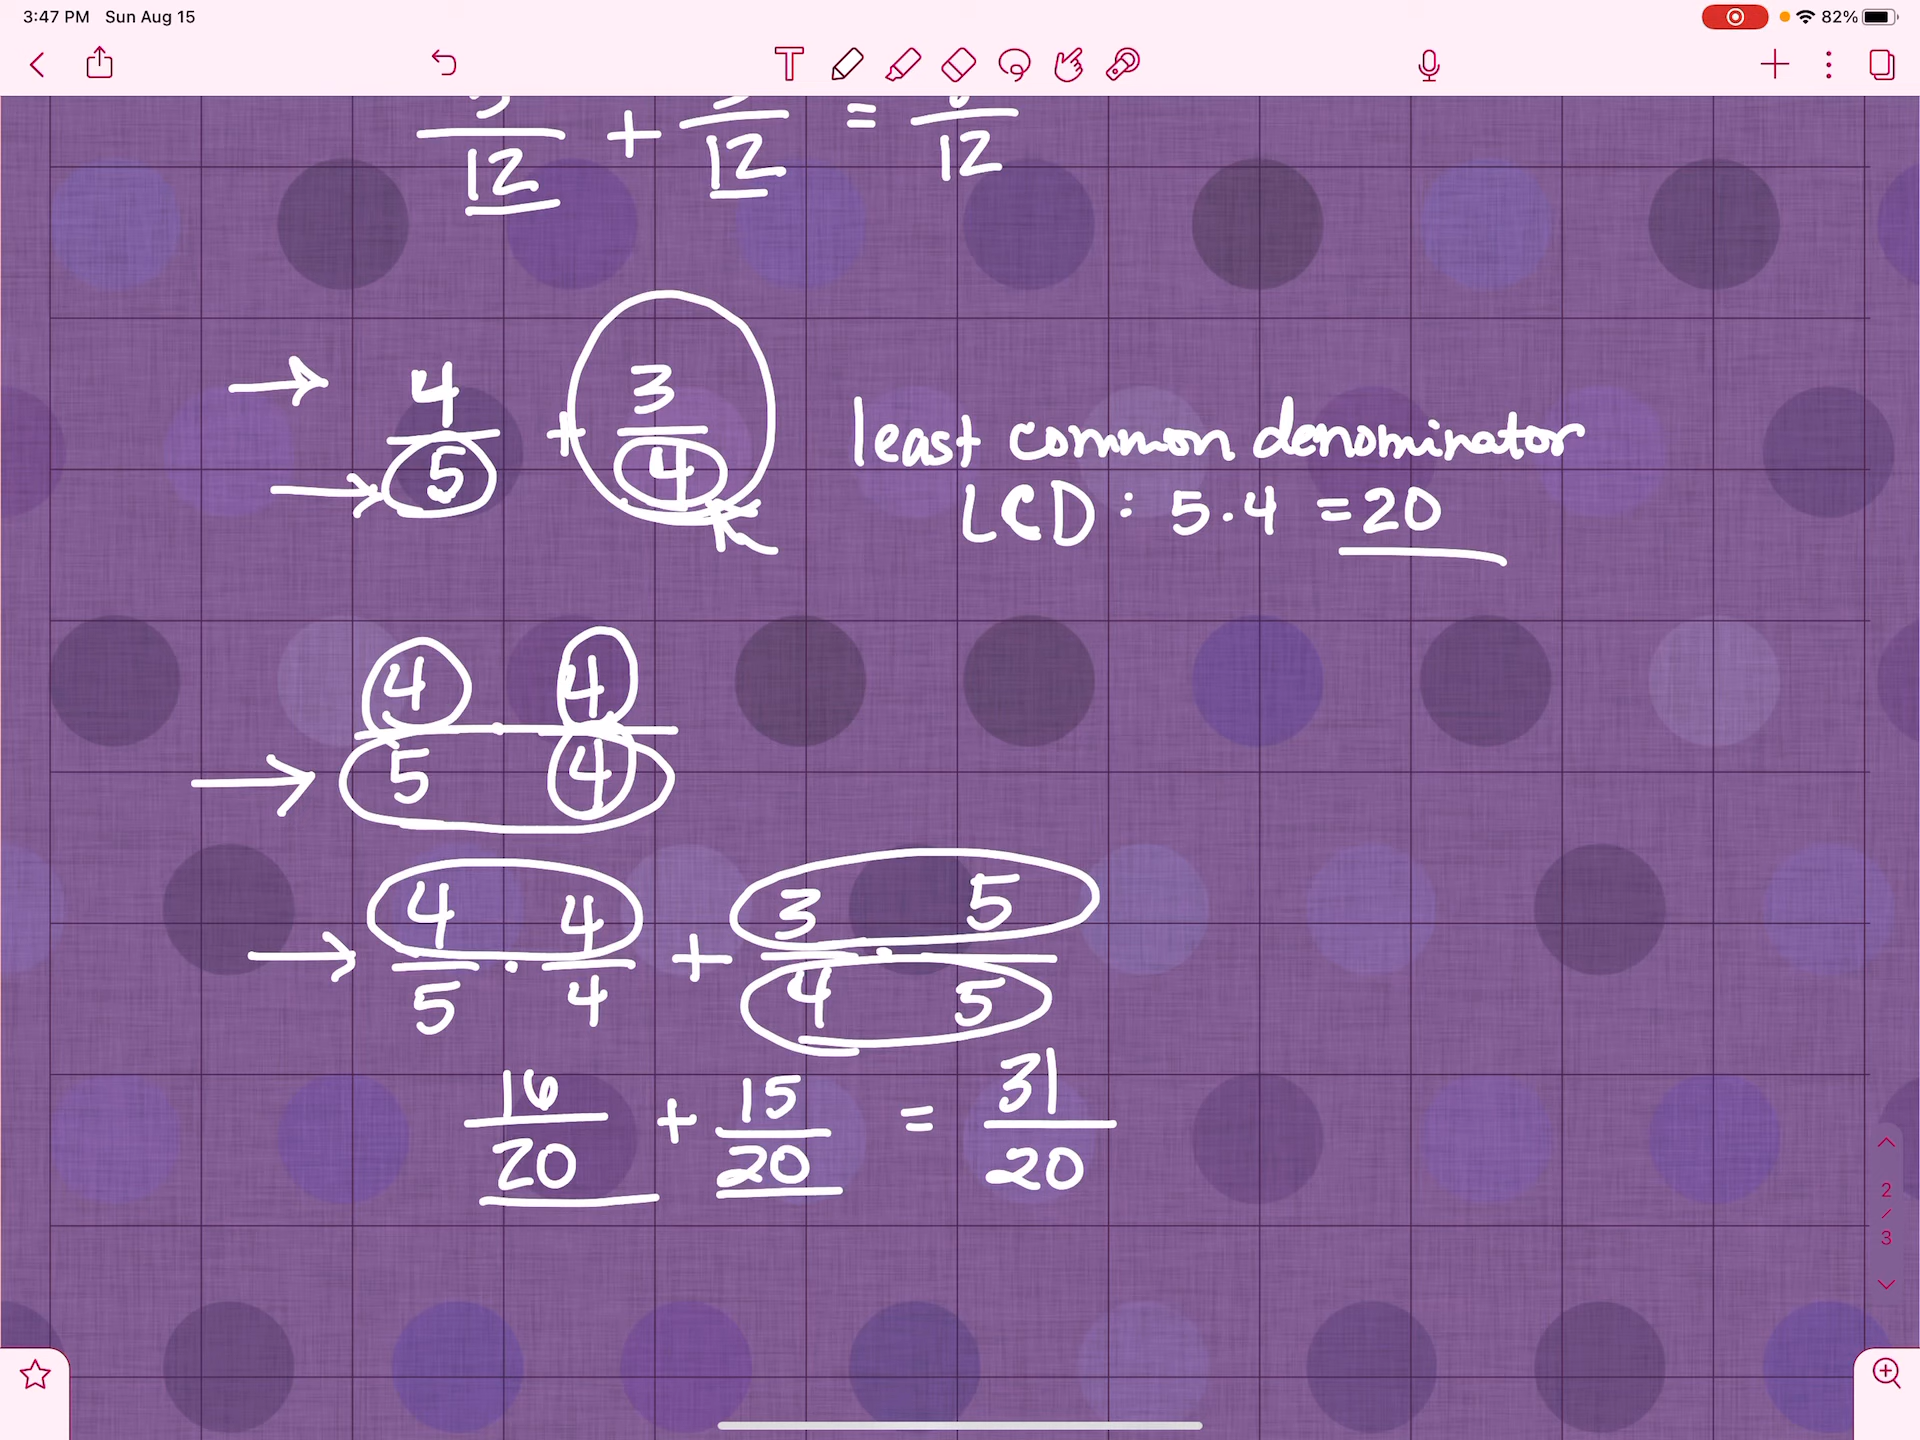 3:47 PM Sun Aug 15
82%
12 + 12 = 12
4/5 + 3/4
least common denominator
LCD : 5 · 4 = 20
4 · 4
5 4
4/5 · 4/4 + 3/4 · 5/5
16/20 + 15/20 = 31/20
2
/
3